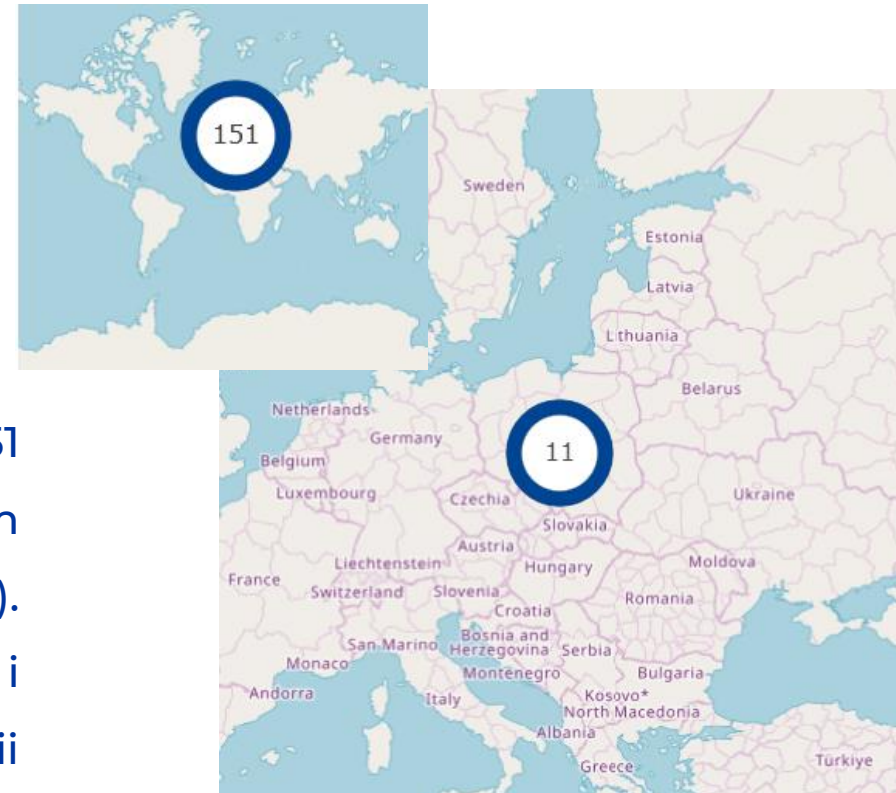 151
Sweden
Estonia
Latvia
Lithuania
Belarus
Netherlands
Germany
11
Belgium
Luxembourg
Czechia
Ukraine
Slovakia
Austria
Liechtenstein
Hungary
Moldova
France
Switzerland
Slovenia
Romania
Croatia
San Marino
Bosnia and
Herzegovina
Serbia
Monaco
Montenegro
Bulgaria
Andorra
Italy
Kosovo*
North Macedonia
Albania
Greece
Türkiye
51
n
).
i
ii